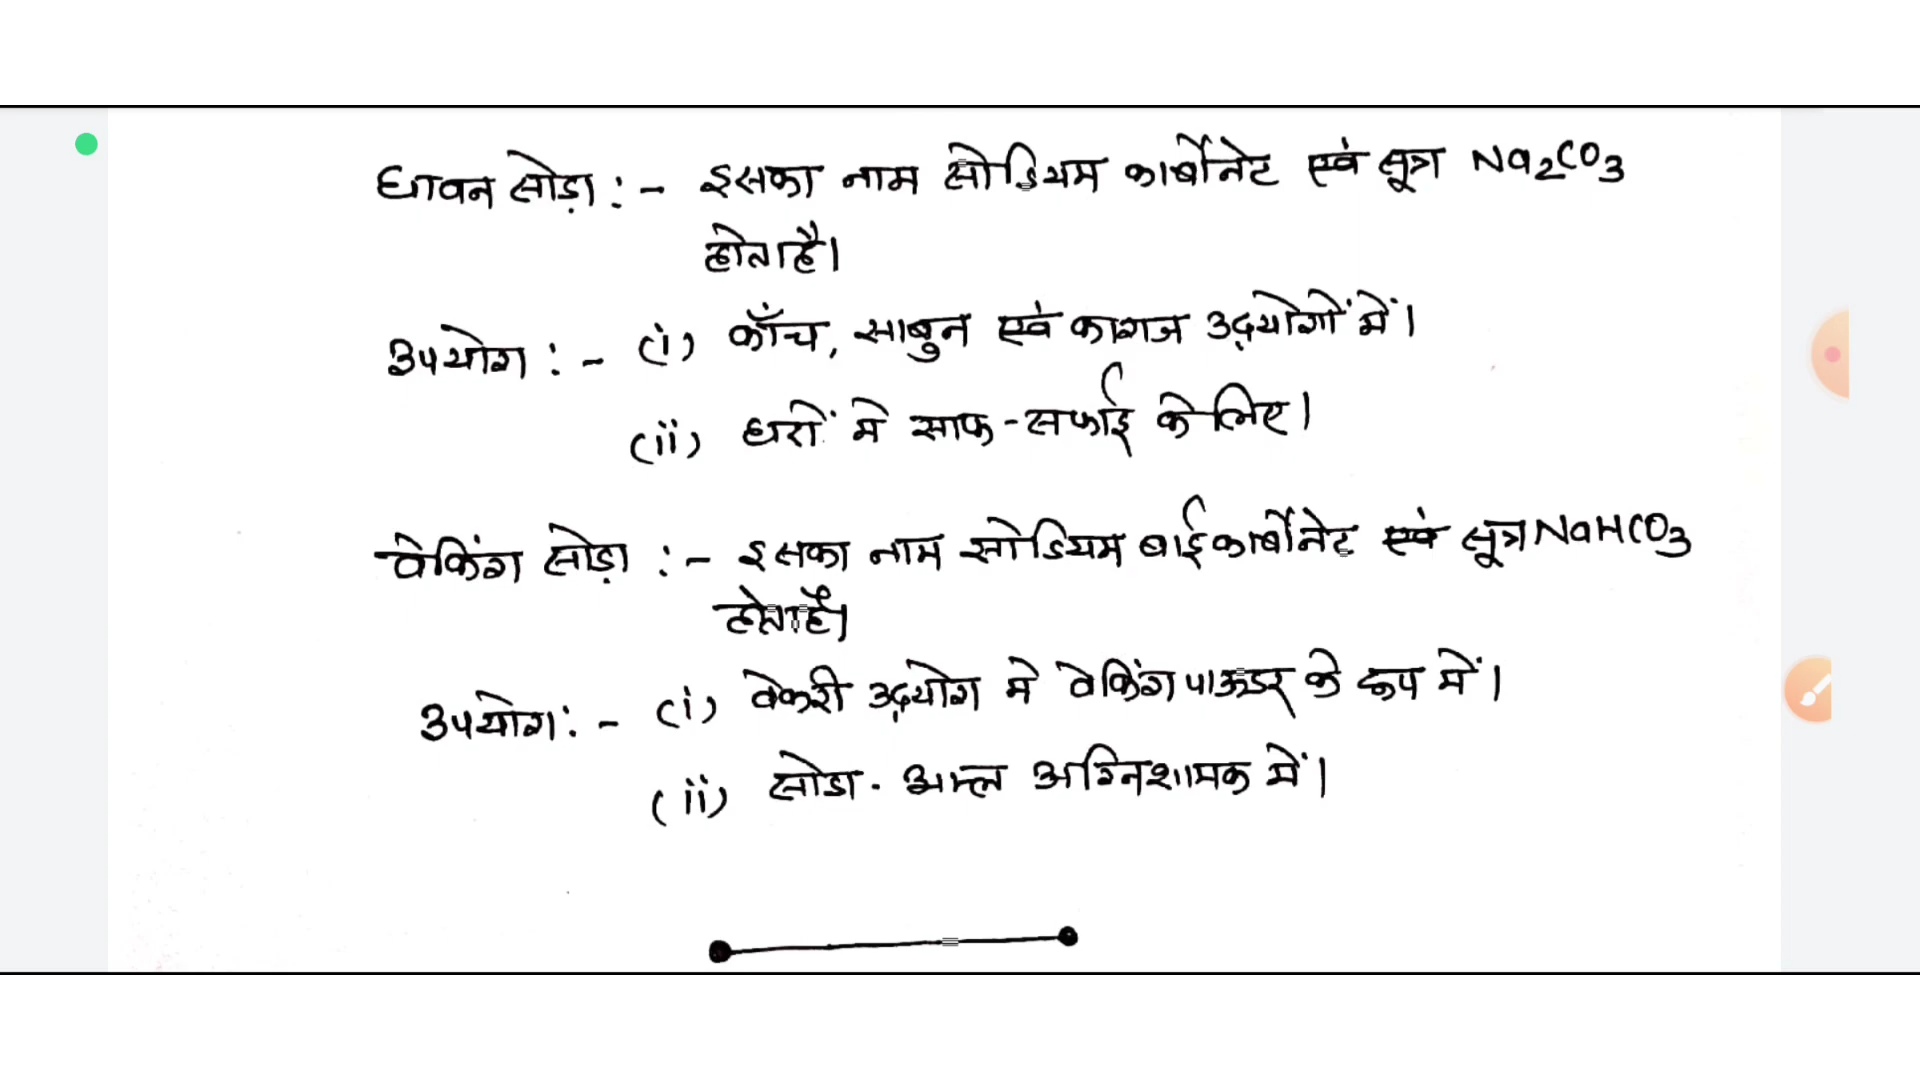 धावन सोड़ा :- इसका नाम सोडियम कार्बोनेट एवं सूत्र Na2CO3
होता है।
उपयोग :- (i) काँच, साबुन एवं कागज उद्योगों में।
(ii) घरों मे साफ-सफाई के लिए।
वेकिंग सोड़ा :- इसका नाम सोडियम बाईकार्बोनेट एवं सूत्र NaHCO3
होता है।
उपयोग :- (i) वेकरी उद्योग मे वेकिंग पाऊडर के रूप में।
(ii) सोडा - अम्ल अग्निशामक में।